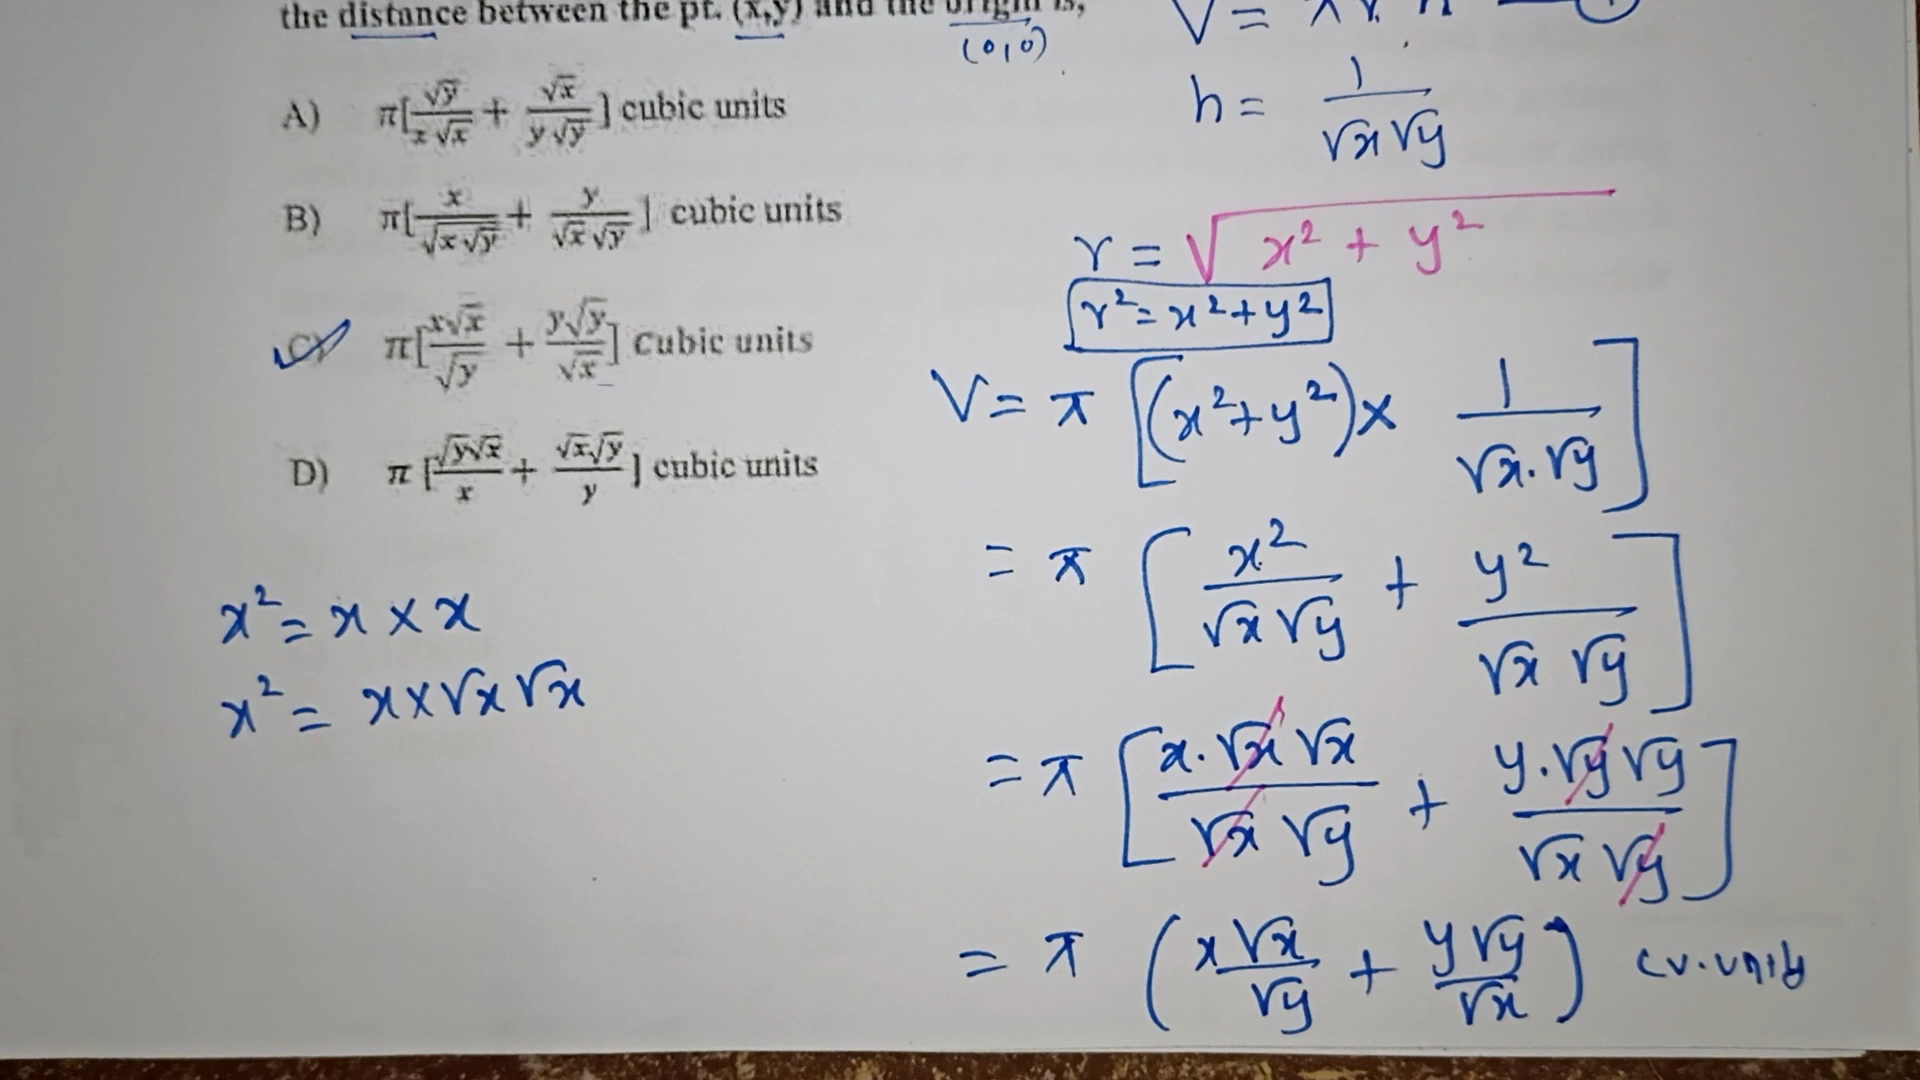 the distance between the pt. (x,y) and the origin is,
(0,0)
V = πr²h
A) π[√y/x√x + √x/y√y] cubic units
h = 1/√x√y
B) π[x/√x√y + y/√x√y] cubic units
r = √x² + y²
r² = x² + y²
C) π[x√x/√y + y√y/√x] Cubic units
V = π[(x²+y²)× 1/√x.√y]
D) π [√y√x/x + √x√y/y] cubic units
= π [x²/√x√y + y²/√x √y]
x² = x × x
x² = x×√x√x
= π [x.√x√x/√x√y + y.√y√y/√x√y]
= π (x√x/√y + y√y/√x) cu.units